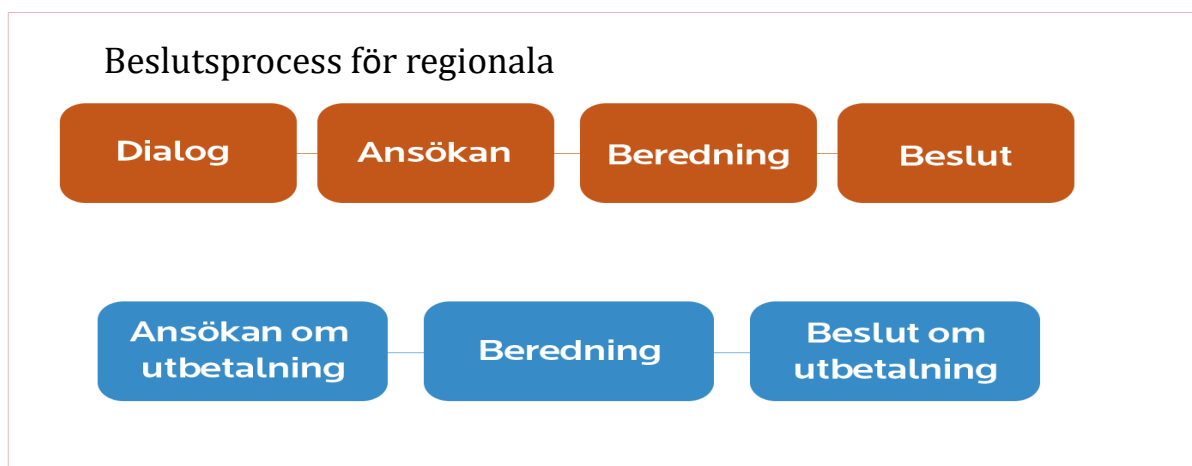 Beslutsprocess för regionala
Dialog
Ansökan
Beredning
Beslut
Ansökan om
utbetalning
Beredning
Beslut om
utbetalning